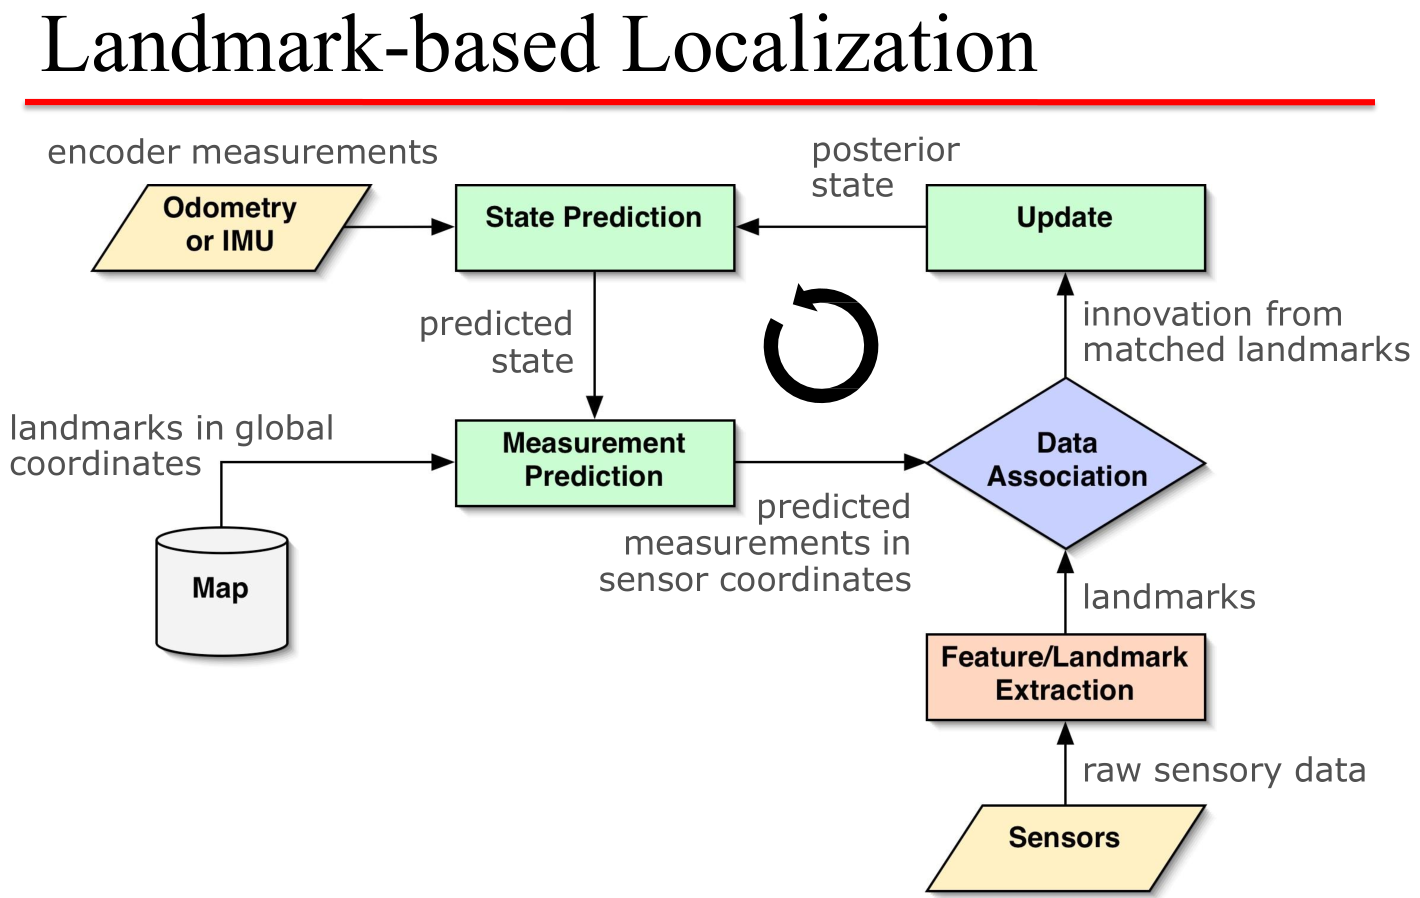 Landmark-based Localization
encoder measurements
posterior
state
Odometry
or IMU
State Prediction
Update
predicted
state
innovation from
matched landmarks
landmarks in global
coordinates
Measurement
Prediction
Data
Association
predicted
measurements in
sensor coordinates
Map
landmarks
Feature/Landmark
Extraction
raw sensory data
Sensors